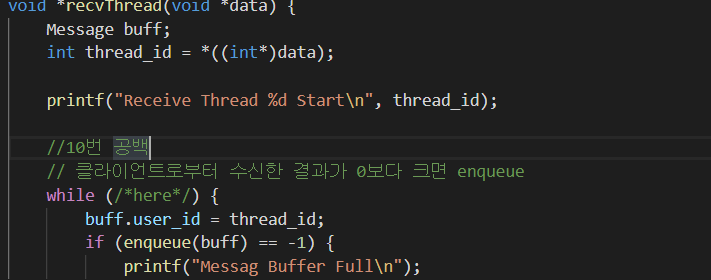 void *recvThread(void *data) {
Message buff;
int thread_id = *((int*)data);
printf("Receive Thread %d Start\n", thread_id);
//10번 공백
// 클라이언트로부터 수신한 결과가 0보다 크면 enqueue
while (/*here*/) {
buff.user_id = thread_id;
if (enqueue(buff) == -1) {
printf("Messag Buffer Full\n");